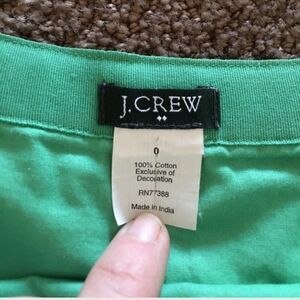 J.CREW
0
100% Cotton
Exclusive of
Decoration
RN77388
Made in India